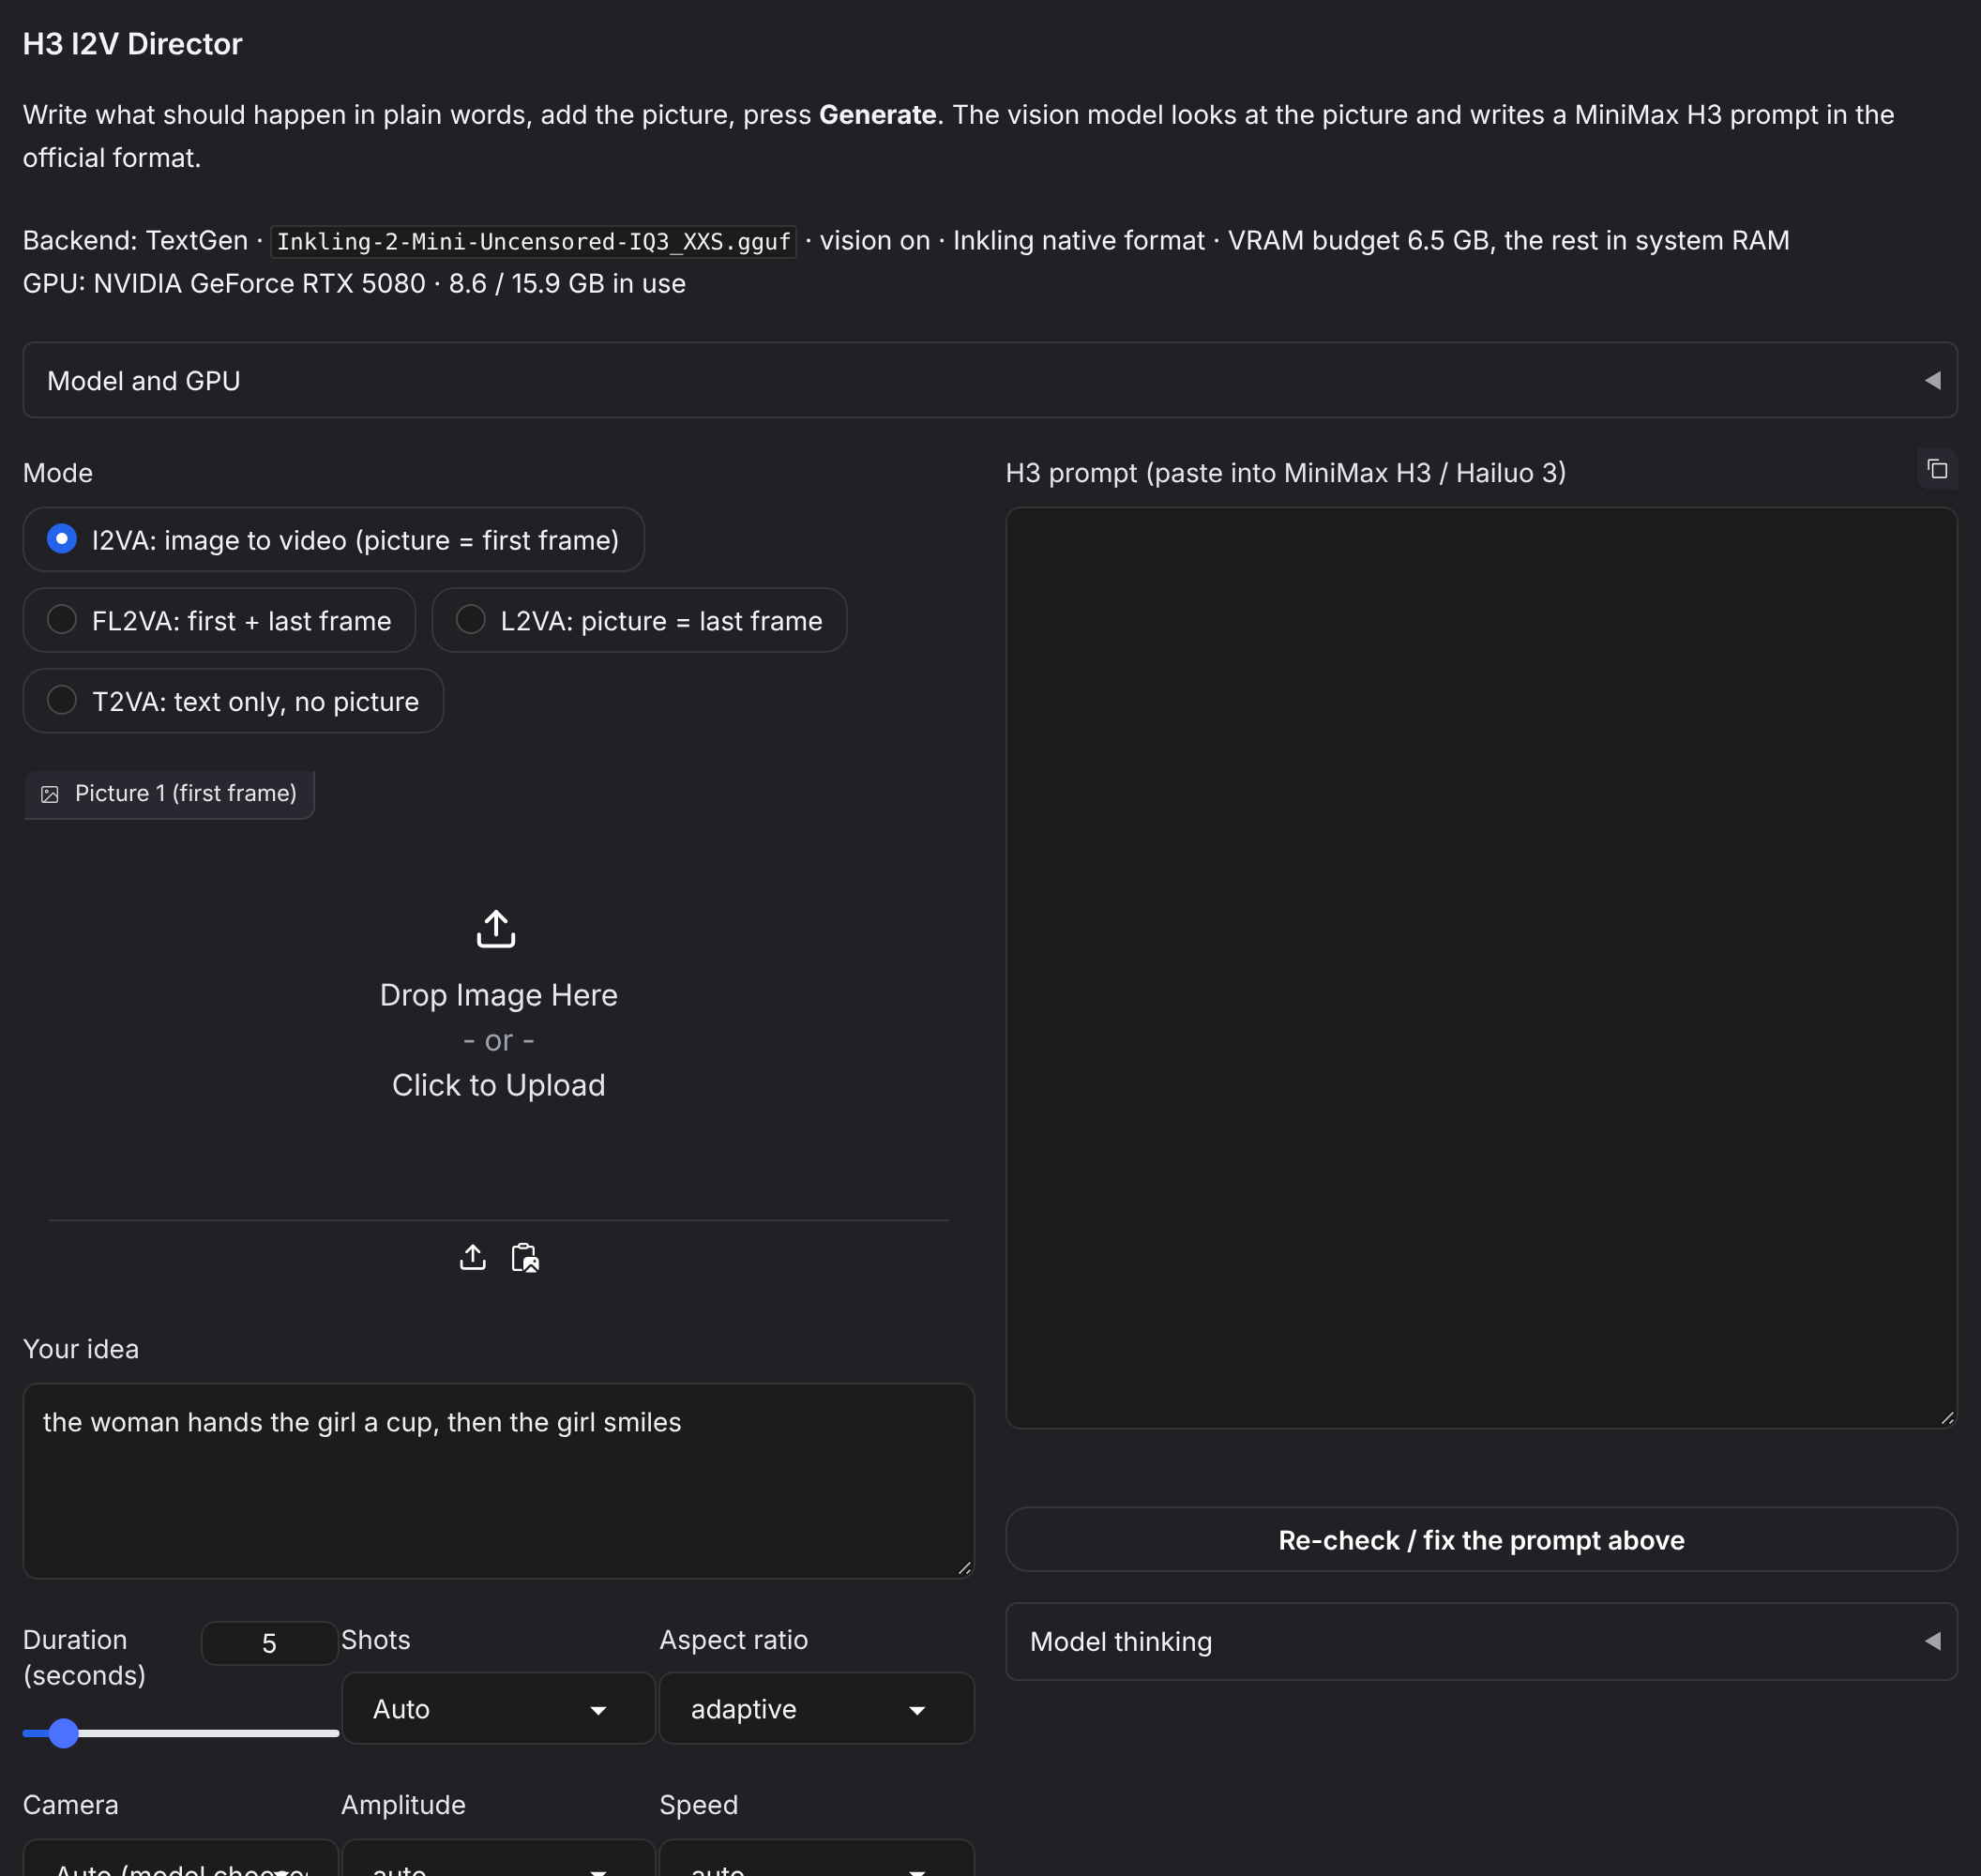 H3 I2V Director
Write what should happen in plain words, add the picture, press Generate. The vision model looks at the picture and writes a MiniMax H3 prompt in the
official format.
Backend: TextGen · Inkling-2-Mini-Uncensored-IQ3_XXS.gguf · vision on · Inkling native format · VRAM budget 6.5 GB, the rest in system RAM
GPU: NVIDIA GeForce RTX 5080 · 8.6 / 15.9 GB in use
Model and GPU
Mode
I2VA: image to video (picture = first frame)
FL2VA: first + last frame
L2VA: picture = last frame
T2VA: text only, no picture
Picture 1 (first frame)
Drop Image Here
- or -
Click to Upload
Your idea
the woman hands the girl a cup, then the girl smiles
Duration
(seconds)
5
Shots
Auto
Aspect ratio
adaptive
Camera
Auto (model
Amplitude
auto
Speed
auto
H3 prompt (paste into MiniMax H3 / Hailuo 3)
Re-check / fix the prompt above
Model thinking